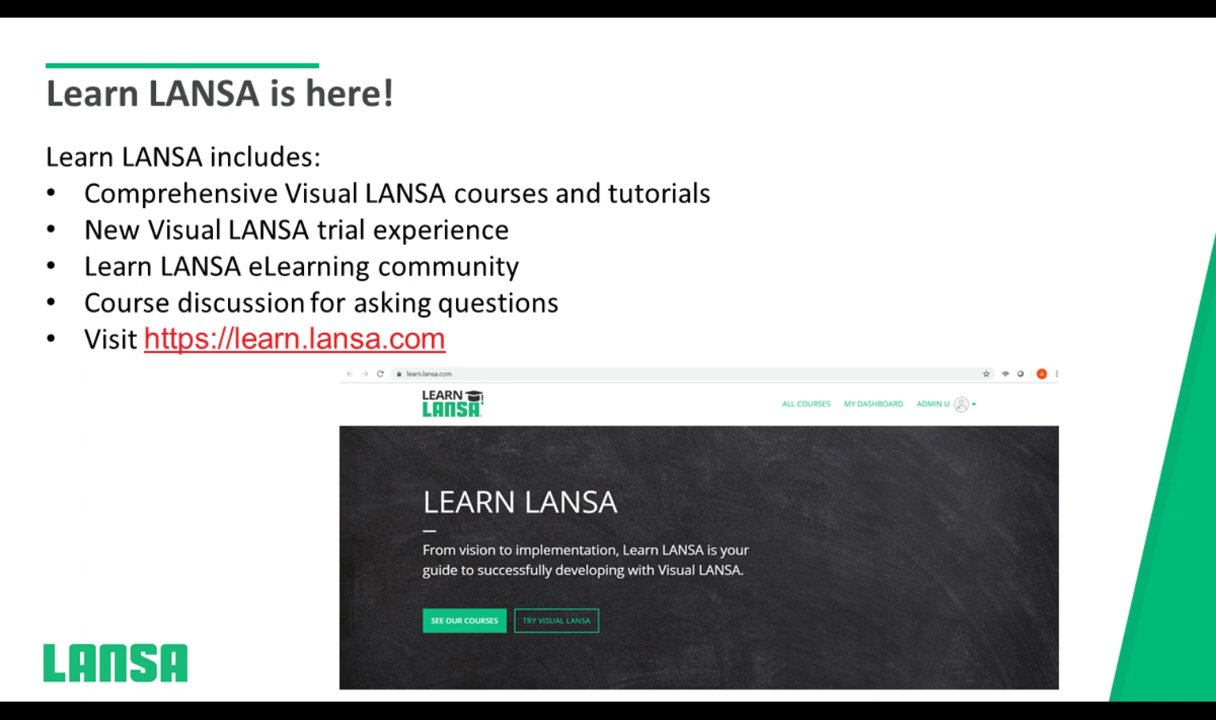 Learn LANSA is here!
Learn LANSA includes:
• Comprehensive Visual LANSA courses and tutorials
• New Visual LANSA trial experience
• Learn LANSA eLearning community
• Course discussion for asking questions
• Visit https://learn.lansa.com
learn.lansa.com
A
LEARN
LANSA
ALL COURSES MY DASHBOARD ADMIN U
LEARN LANSA
From vision to implementation, Learn LANSA is your
guide to successfully developing with Visual LANSA.
SEE OUR COURSES TRY VISUAL LANSA
LANSA